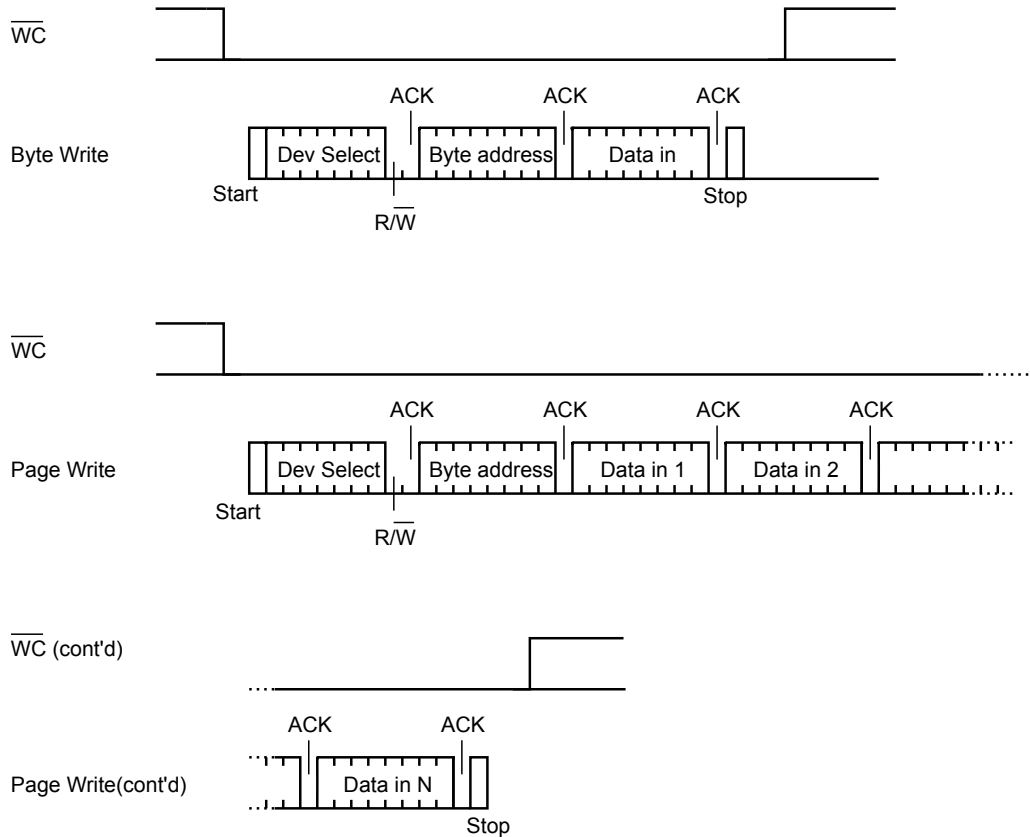 WC
ACK ACK ACK
Byte Write
Dev Select Byte address Data in
Start Stop
R/W
WC
ACK ACK ACK ACK
Page Write
Dev Select Byte address Data in 1 Data in 2
Start
R/W
WC (cont'd)
ACK ACK
Page Write(cont'd)
Data in N
Stop